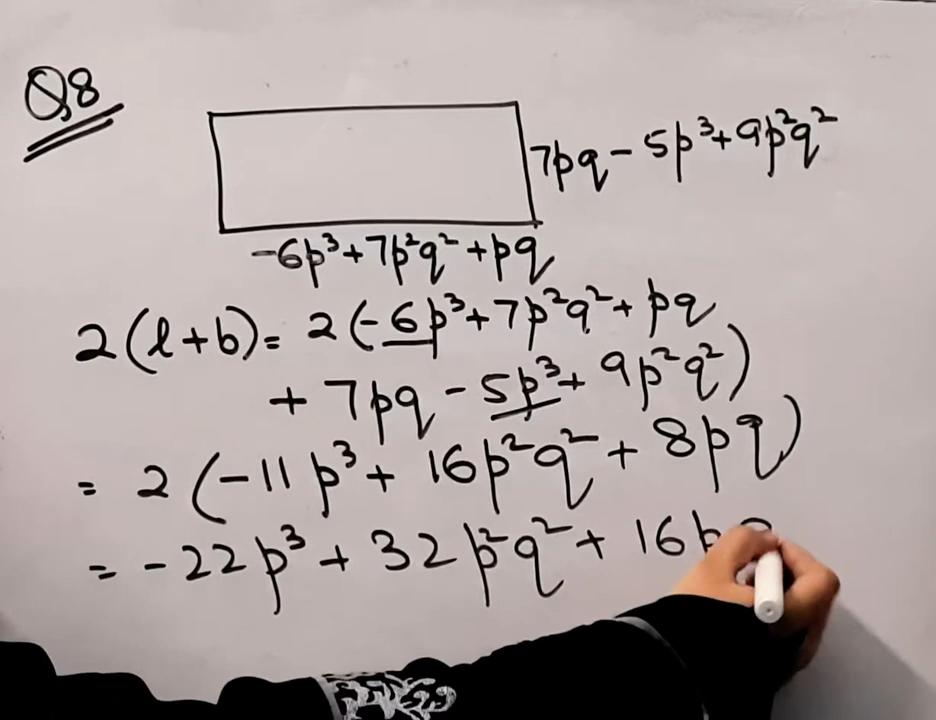 Q8
7pq - 5p³ + 9p²q²
-6p³ + 7p²q² + pq
2(l+b) = 2(-6p³ + 7p²q² + pq
+ 7pq - 5p³ + 9p²q²)
= 2(-11p³ + 16p²q² + 8pq)
= -22p³ + 32p²q² + 16p